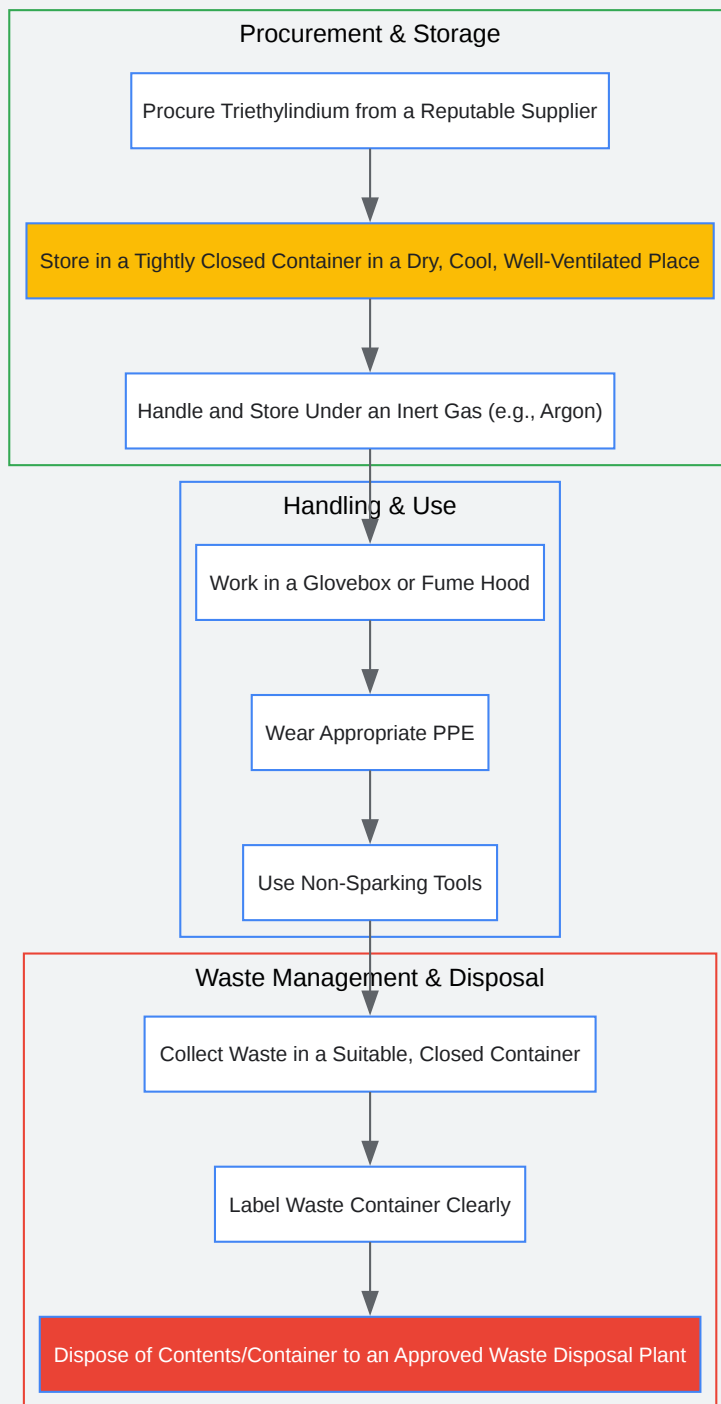 Procurement & Storage
Procure Triethylindium from a Reputable Supplier
Store in a Tightly Closed Container in a Dry, Cool, Well-Ventilated Place
Handle and Store Under an Inert Gas (e.g., Argon)
Handling & Use
Work in a Glovebox or Fume Hood
Wear Appropriate PPE
Use Non-Sparking Tools
Waste Management & Disposal
Collect Waste in a Suitable, Closed Container
Label Waste Container Clearly
Dispose of Contents/Container to an Approved Waste Disposal Plant